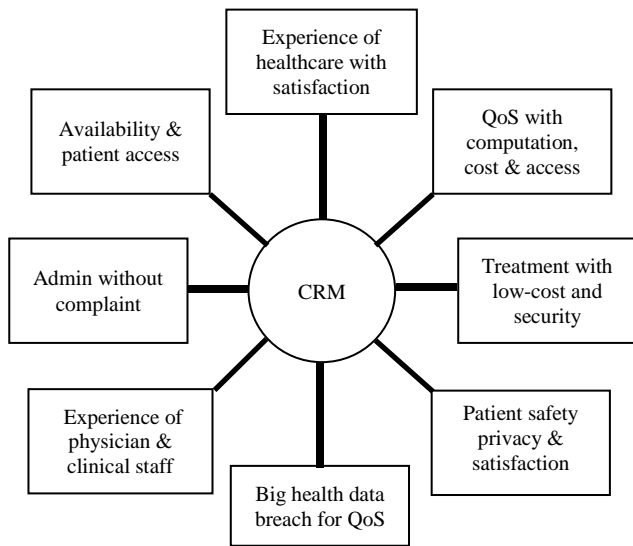 Experience of
healthcare with
satisfaction
Availability &
patient access
QoS with
computation,
cost & access
Admin without
complaint
CRM
Treatment with
low-cost and
security
Experience of
physician &
clinical staff
Big health data
breach for QoS
Patient safety
privacy &
satisfaction